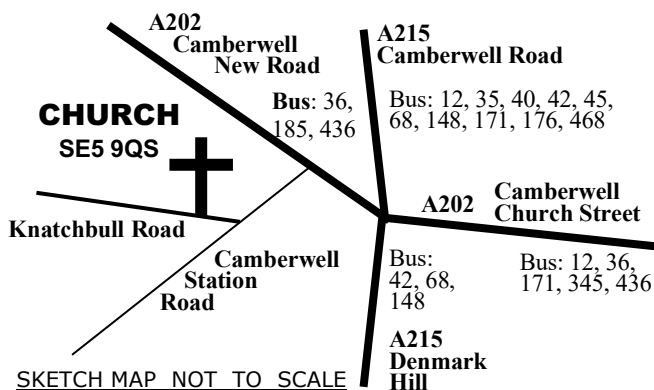 A202
Camberwell
New Road
Bus: 36,
185, 436
A215
Camberwell Road
Bus: 12, 35, 40, 42, 45,
68, 148, 171, 176, 468
CHURCH
SE5 9QS
Knatchbull Road
Camberwell
Station
Road
A202
Camberwell
Church Street
Bus:
42, 68,
148
Bus: 12, 36,
171, 345, 436
A215
Denmark
Hill
SKETCH MAP NOT TO SCALE